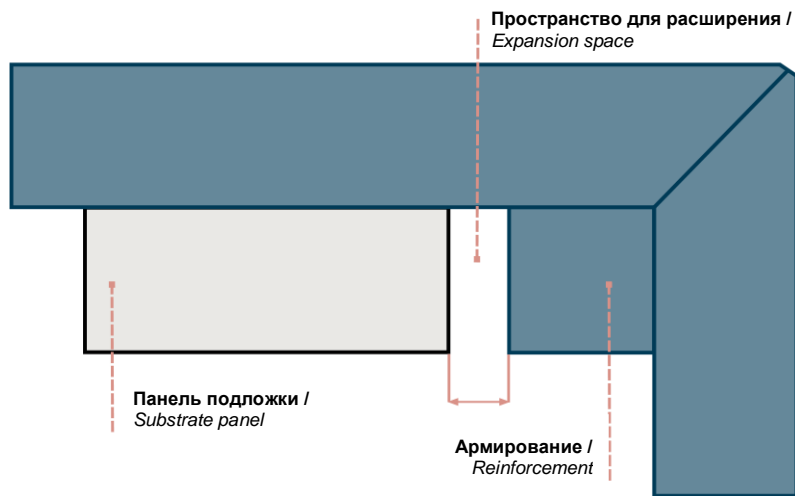 Пространство для расширения /
Expansion space
Панель подложки /
Substrate panel
Армирование /
Reinforcement